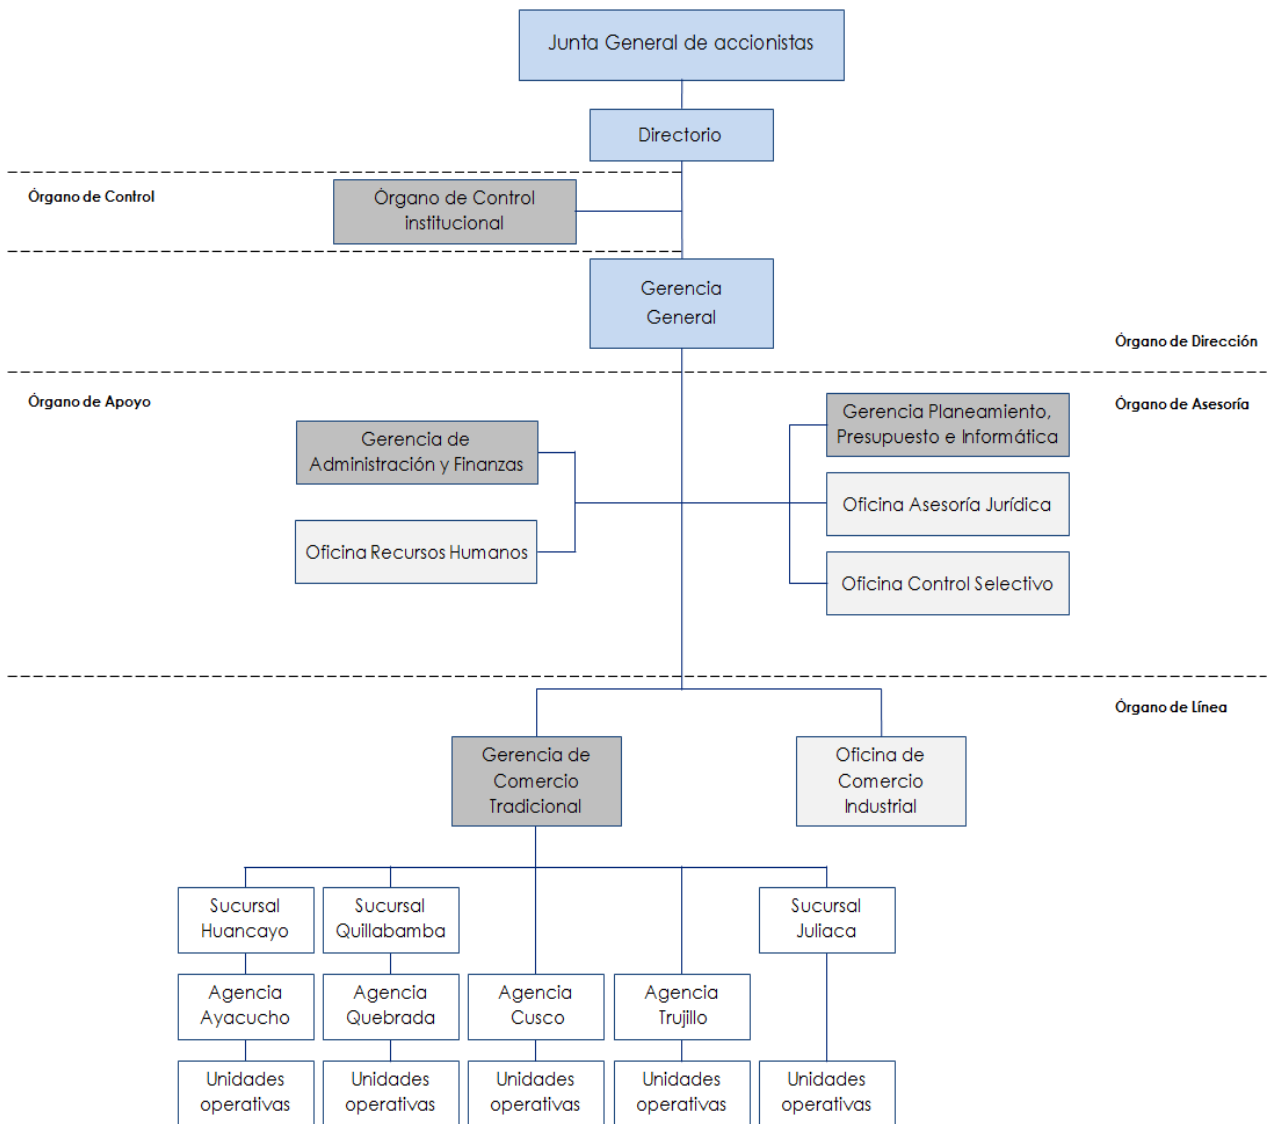 Junta General de accionistas
Directorio
Órgano de Control
Órgano de Control
institucional
Gerencia
General
Órgano de Dirección
Órgano de Apoyo
Órgano de Asesoría
Gerencia de
Administración y Finanzas
Oficina Recursos Humanos
Gerencia Planeamiento,
Presupuesto e Informática
Oficina Asesoría Jurídica
Oficina Control Selectivo
Órgano de Línea
Gerencia de
Comercio
Tradicional
Oficina de
Comercio
Industrial
Sucursal
Huancayo
Sucursal
Quillabamba
Sucursal
Juliaca
Agencia
Ayacucho
Agencia
Quebrada
Agencia
Cusco
Agencia
Trujillo
Unidades
operativas
Unidades
operativas
Unidades
operativas
Unidades
operativas
Unidades
operativas